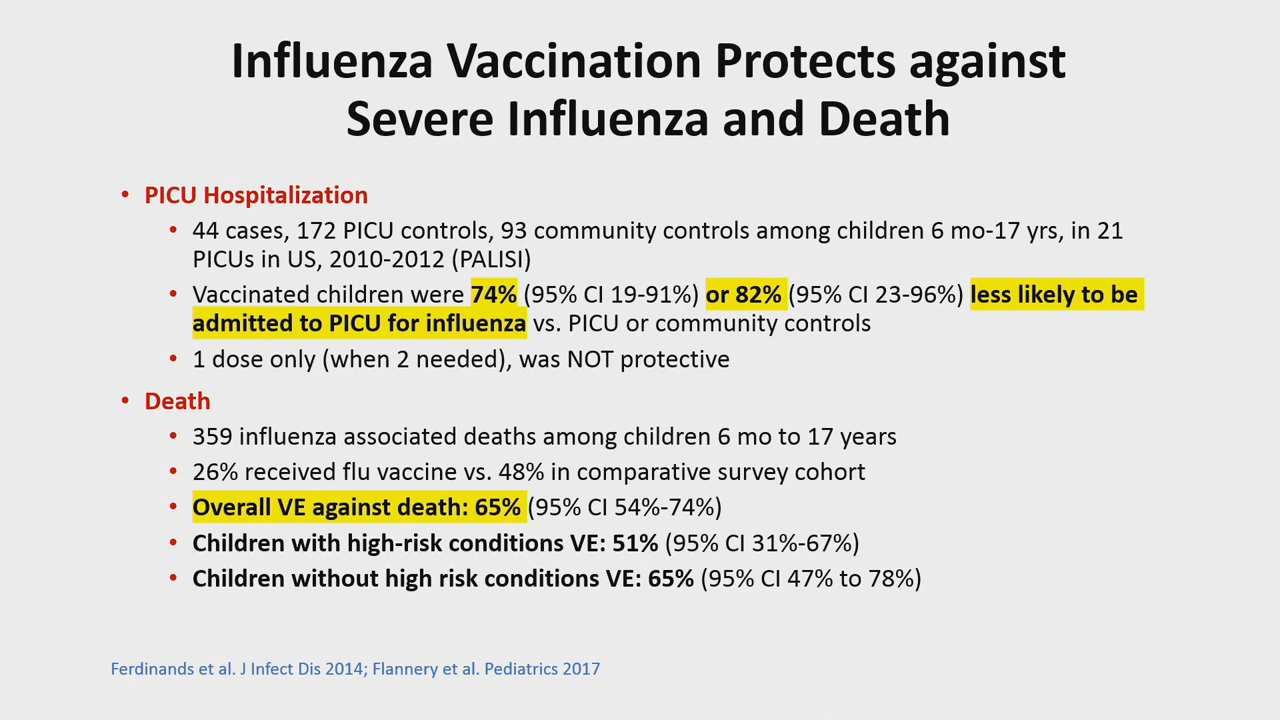 Influenza Vaccination Protects against
Severe Influenza and Death
• PICU Hospitalization
• 44 cases, 172 PICU controls, 93 community controls among children 6 mo-17 yrs, in 21
PICUs in US, 2010-2012 (PALISI)
• Vaccinated children were 74% (95% CI 19-91%) or 82% (95% CI 23-96%) less likely to be
admitted to PICU for influenza vs. PICU or community controls
• 1 dose only (when 2 needed), was NOT protective
• Death
• 359 influenza associated deaths among children 6 mo to 17 years
• 26% received flu vaccine vs. 48% in comparative survey cohort
• Overall VE against death: 65% (95% CI 54%-74%)
• Children with high-risk conditions VE: 51% (95% CI 31%-67%)
• Children without high risk conditions VE: 65% (95% CI 47% to 78%)
Ferdinands et al. J Infect Dis 2014; Flannery et al. Pediatrics 2017